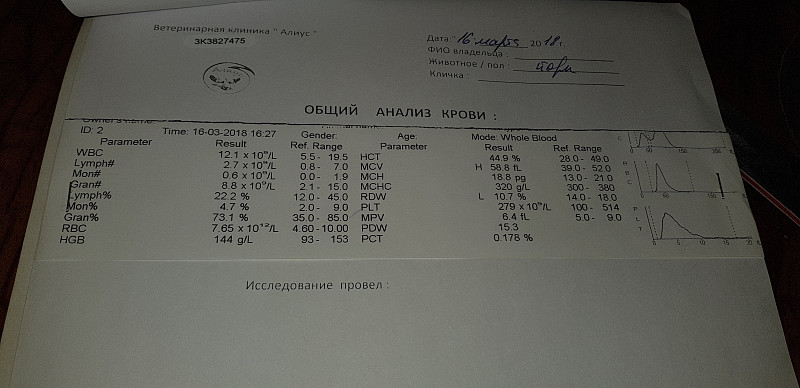 Ветеринарная клиника " Алиус "
ЗК3827475
Дата " 16 марта 2018 г.
ФИО владельца :
Животное / пол :
Кличка :
ОБЩИЙ АНАЛИЗ КРОВИ :
ID: 2 Time: 16-03-2018 16:27 Gender: Age: Mode: Whole Blood
Parameter Result Ref. Range Parameter Result Ref. Range
WBC 12.1 x 10⁹/L 5.5 - 19.5 HCT 44.9 % 28.0 - 49.0
Lymph# 2.7 x 10⁹/L 0.8 - 7.0 MCV H 58.8 fL 39.0 - 52.0
Mon# 0.6 x 10⁹/L 0.0 - 1.9 MCH 18.8 pg 13.0 - 21.0
Gran# 8.8 x 10⁹/L 2.1 - 15.0 MCHC 320 g/L 300 - 380
Lymph% 22.2 % 12.0 - 45.0 RDW L 10.7 % 14.0 - 18.0
Mon% 4.7 % 2.0 - 9.0 PLT 279 x 10⁹/L 100 - 514
Gran% 73.1 % 35.0 - 85.0 MPV 6.4 fL 5.0 - 9.0
RBC 7.65 x 10¹²/L 4.60 - 10.00 PDW 15.3
HGB 144 g/L 93 - 153 PCT 0.178 %
Исследование провел :